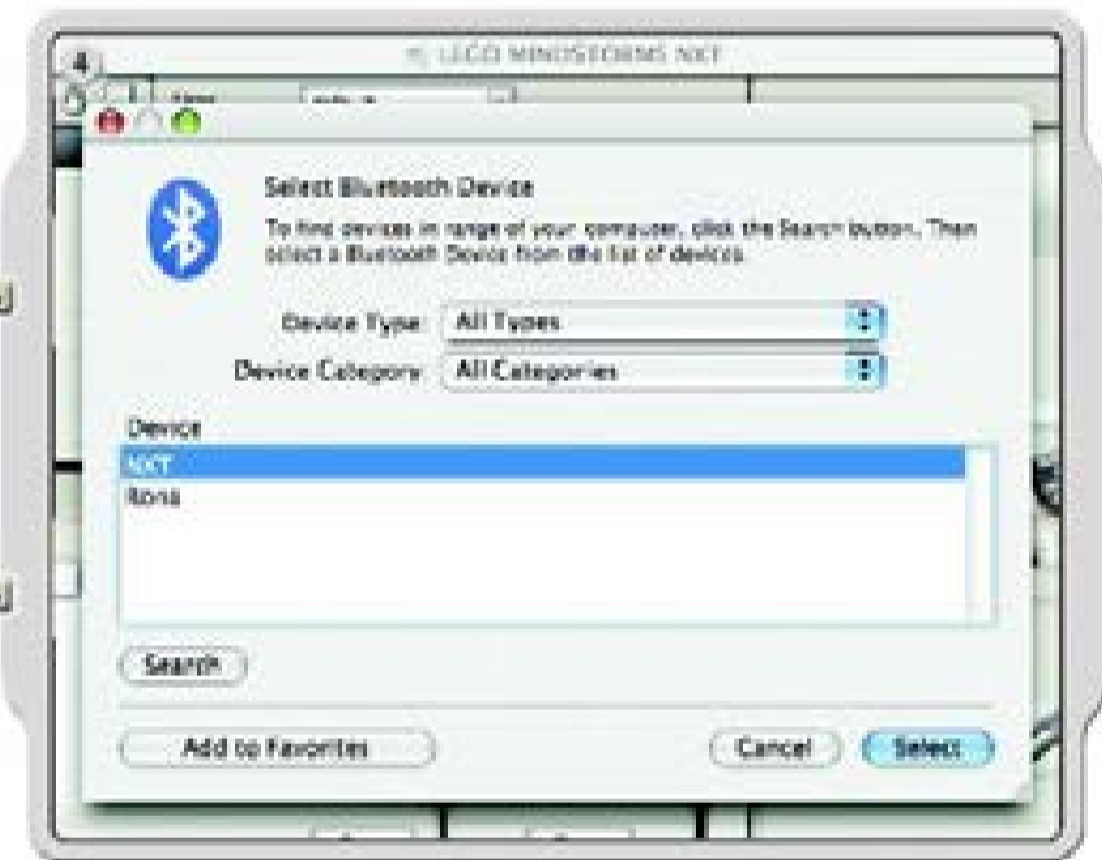 4
LEGO MINDSTORMS NXT
Select Bluetooth Device
To find devices in range of your computer, click the Search button. Then
select a Bluetooth Device from the list of devices.
Device Type: All Types
Device Category: All Categories
Device
NXT
Rona
Search
Add to Favorites
Cancel
Select